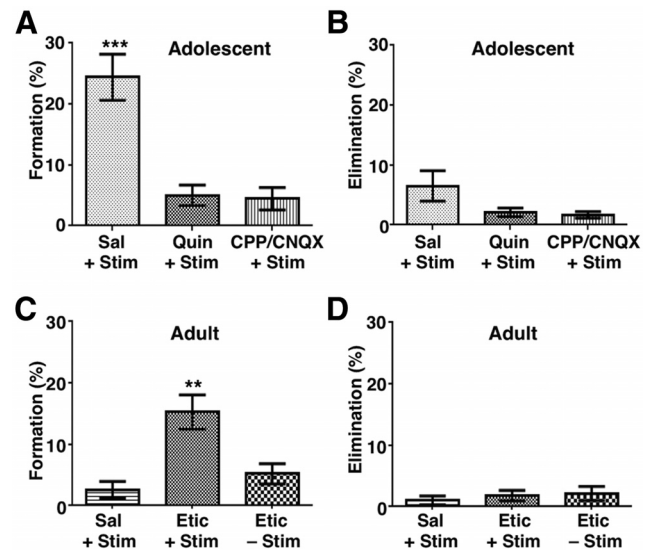 A
Adolescent
***
Formation (%)
30
20
10
0
Sal
+ Stim
Quin
+ Stim
CPP/CNQX
+ Stim
B
Adolescent
Elimination (%)
30
20
10
0
Sal
+ Stim
Quin
+ Stim
CPP/CNQX
+ Stim
C
Adult
**
Formation (%)
30
20
10
0
Sal
+ Stim
Etic
+ Stim
Etic
– Stim
D
Adult
Elimination (%)
30
20
10
0
Sal
+ Stim
Etic
+ Stim
Etic
– Stim